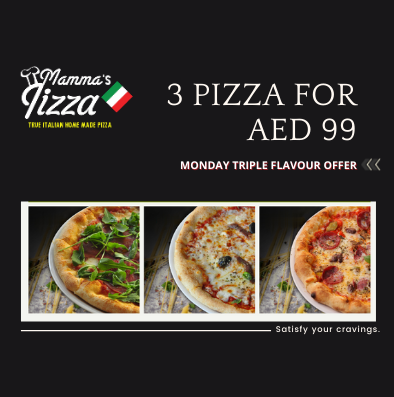 Mamma's
Pizza
TRUE ITALIAN HOME MADE PIZZA
3 PIZZA FOR
AED 99
MONDAY TRIPLE FLAVOUR OFFER
Satisfy your cravings.